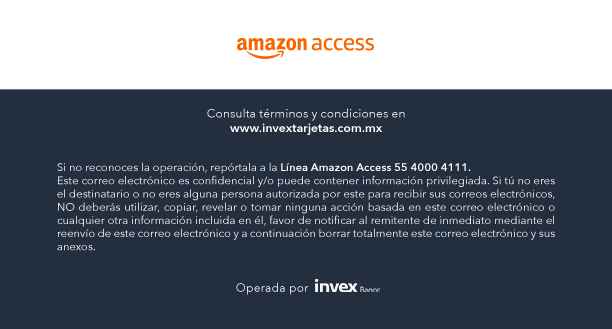 amazon access
Consulta términos y condiciones en
www.invextarjetas.com.mx
Si no reconoces la operación, repórtala a la Línea Amazon Access 55 4000 4111.
Este correo electrónico es confidencial y/o puede contener información privilegiada. Si tú no eres
el destinatario o no eres alguna persona autorizada por este para recibir sus correos electrónicos,
NO deberás utilizar, copiar, revelar o tomar ninguna acción basada en este correo electrónico o
cualquier otra información incluida en él, favor de notificar al remitente de inmediato mediante el
reenvío de este correo electrónico y a continuación borrar totalmente este correo electrónico y sus
anexos.
Operada por invex Banco